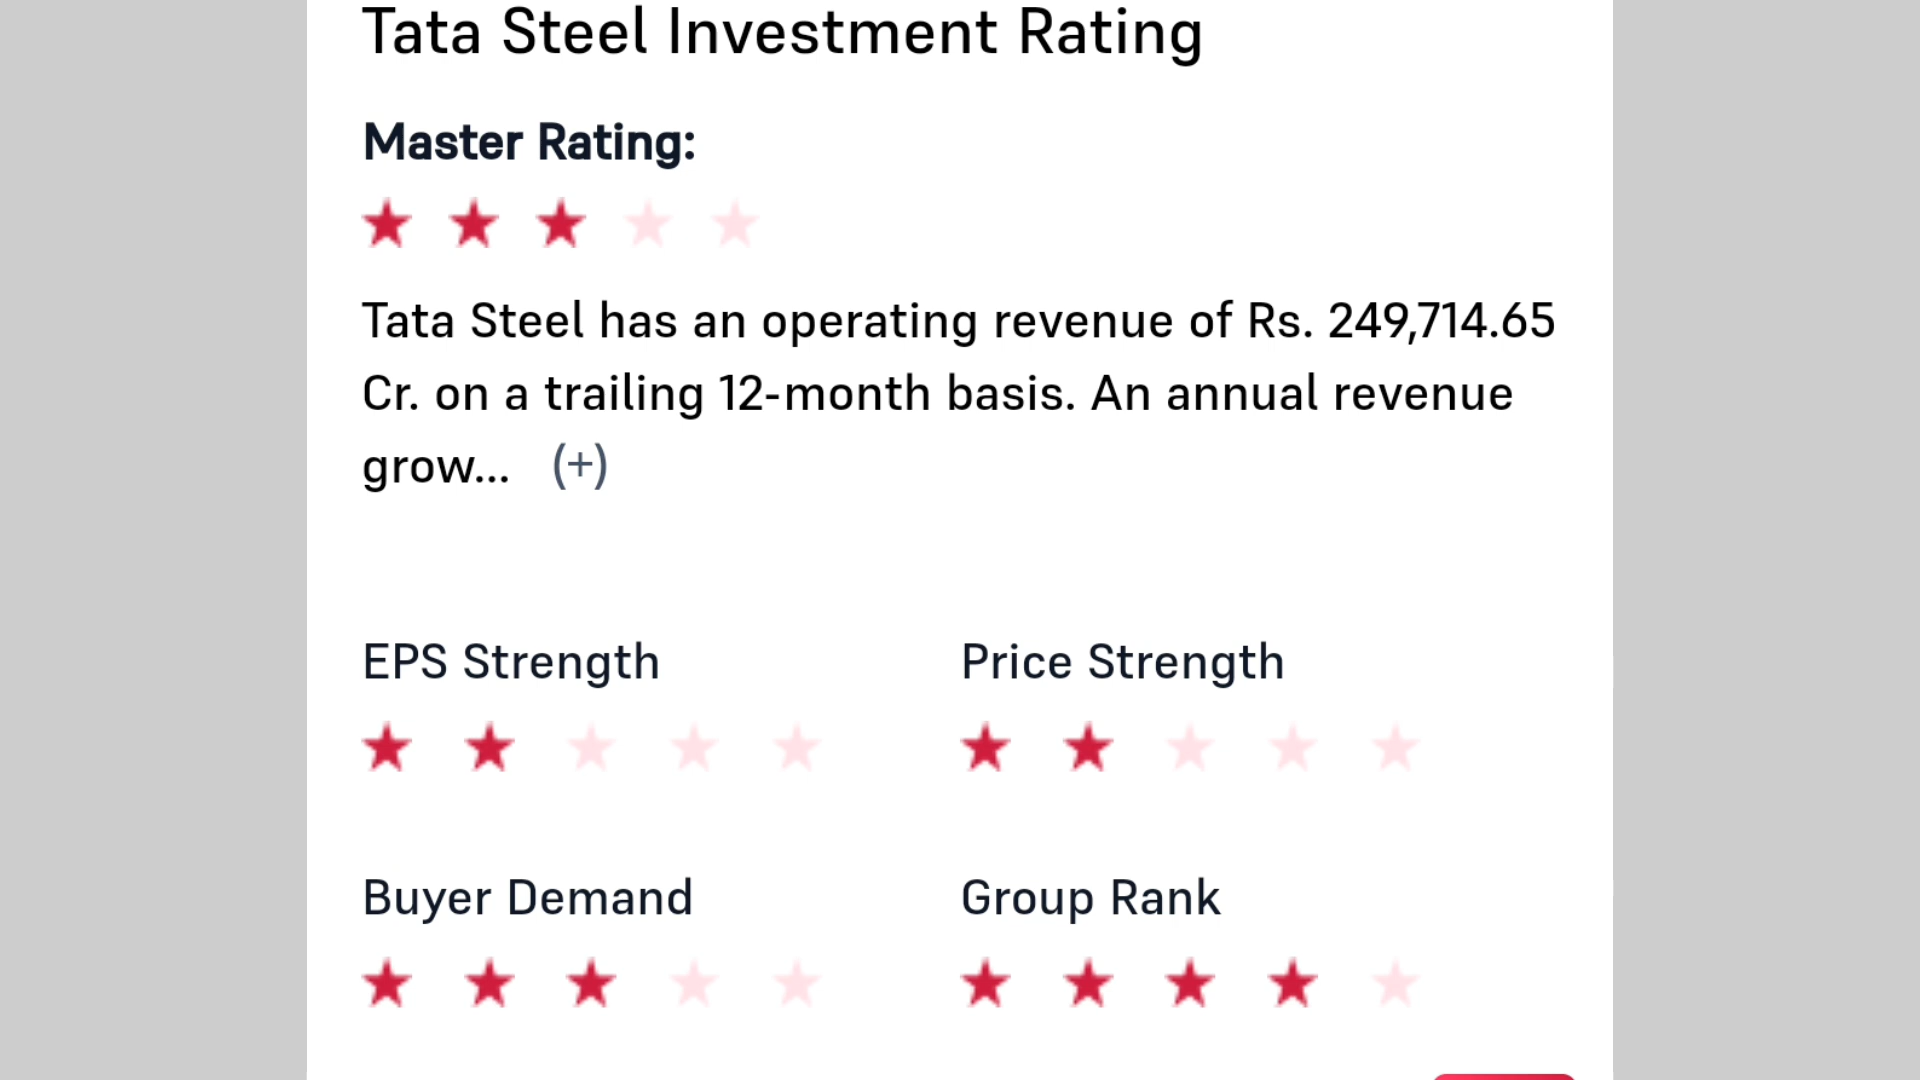 Tata Steel Investment Rating
Master Rating:
Tata Steel has an operating revenue of Rs. 249,714.65
Cr. on a trailing 12-month basis. An annual revenue
grow... (+)
EPS Strength
Price Strength
Buyer Demand
Group Rank